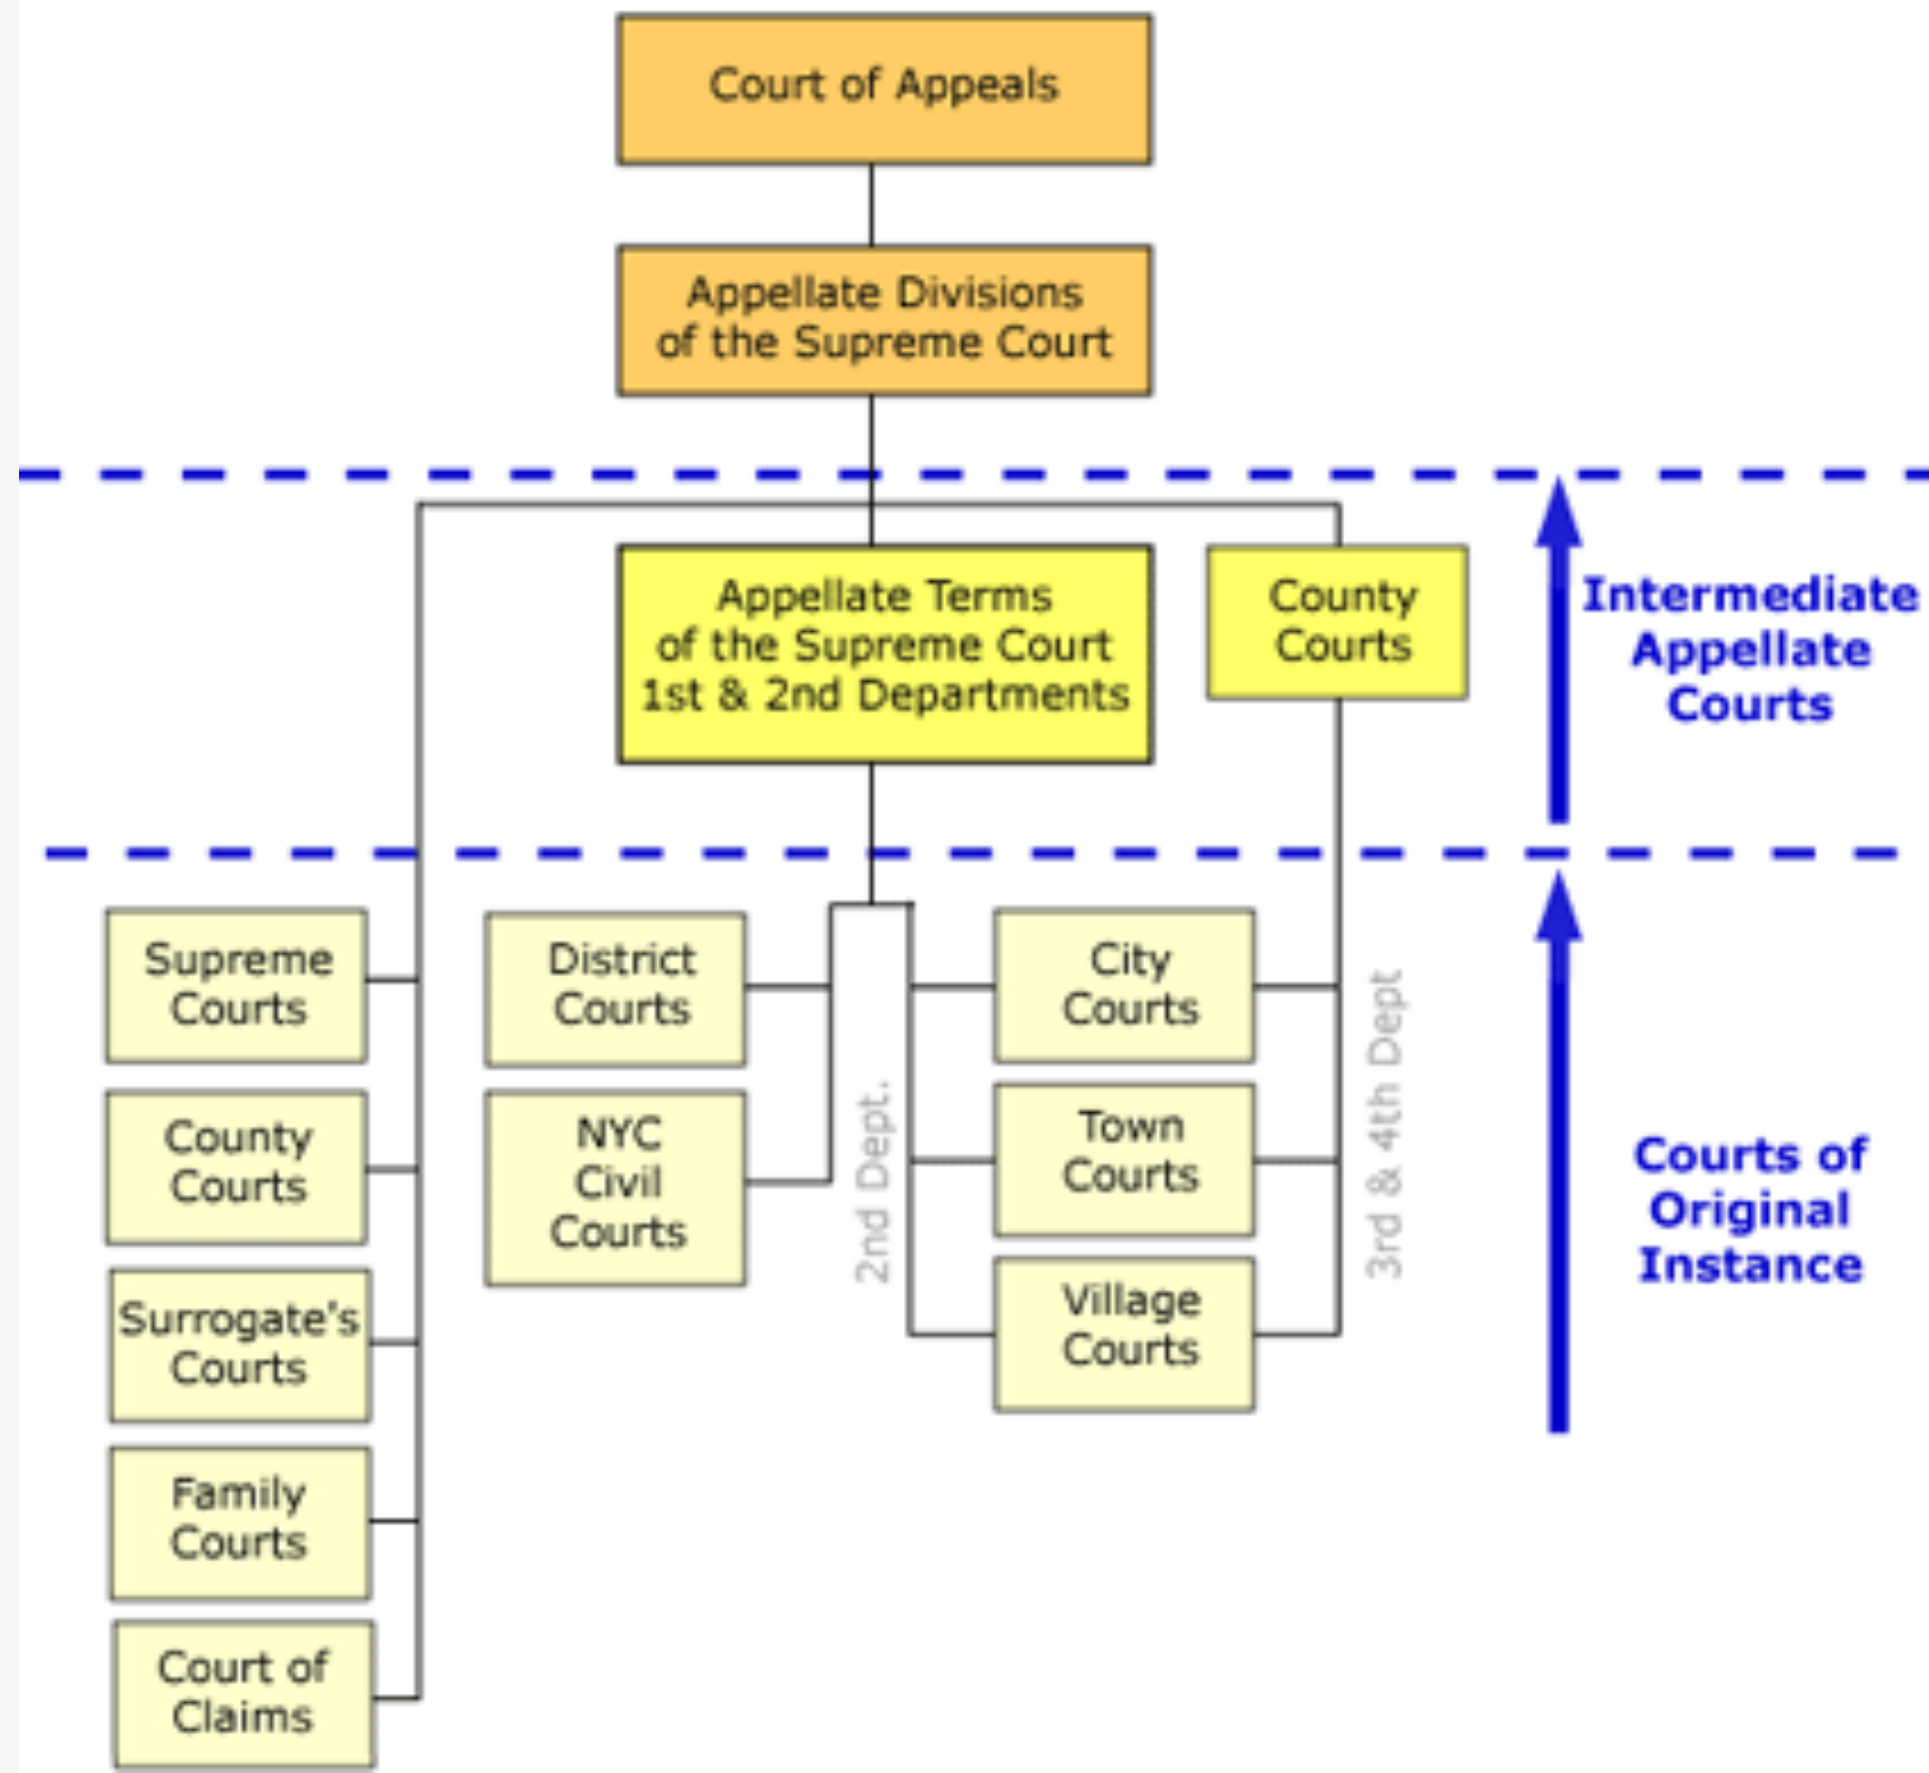 Court of Appeals
Appellate Divisions
of the Supreme Court
Appellate Terms
of the Supreme Court
1st & 2nd Departments
County
Courts
Intermediate
Appellate
Courts
Supreme
Courts
County
Courts
Surrogate's
Courts
Family
Courts
Court of
Claims
District
Courts
NYC
Civil
Courts
2nd Dept.
City
Courts
Town
Courts
Village
Courts
3rd & 4th Dept
Courts of
Original
Instance